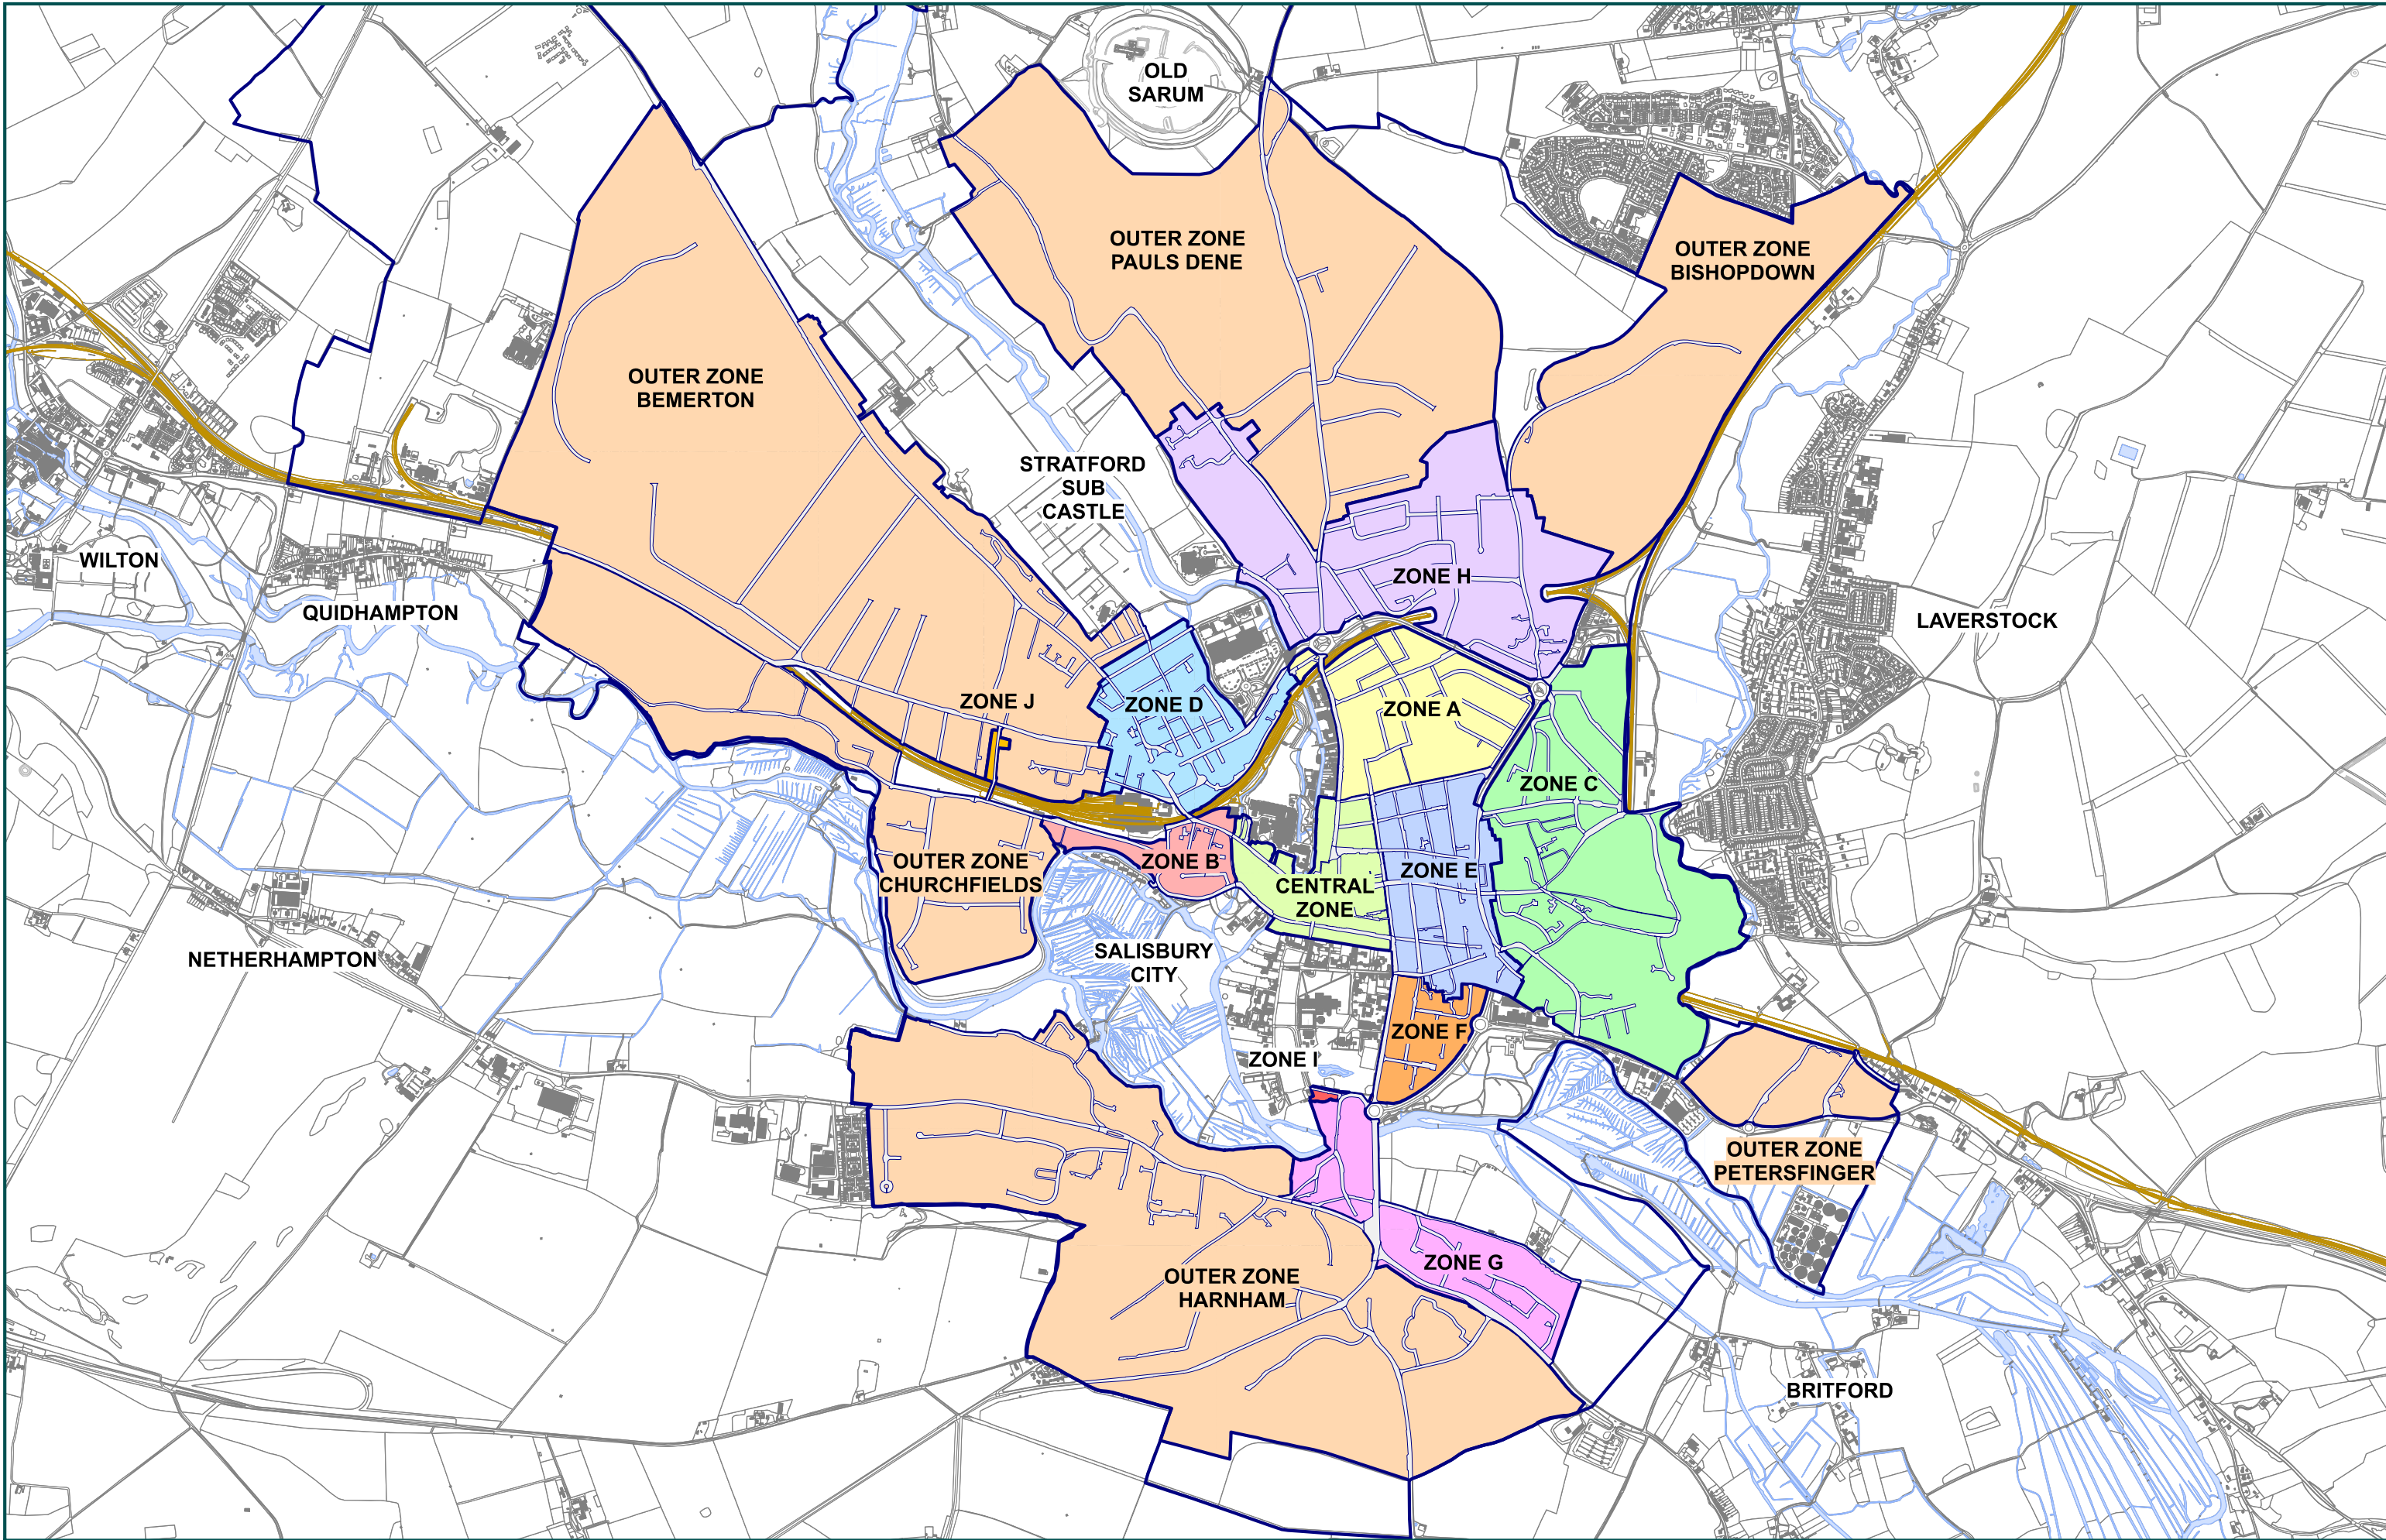 OLD
SARUM
OUTER ZONE
PAULS DENE
OUTER ZONE
BISHOPDOWN
OUTER ZONE
BEMERTON
STRATFORD
SUB
CASTLE
WILTON
QUIDHAMPTON
ZONE H
LAVERSTOCK
ZONE J
ZONE D
ZONE A
ZONE C
OUTER ZONE
CHURCHFIELDS
ZONE B
CENTRAL
ZONE
ZONE E
NETHERHAMPTON
SALISBURY
CITY
ZONE F
ZONE I
OUTER ZONE
PETERSFINGER
OUTER ZONE
HARNHAM
ZONE G
BRITFORD